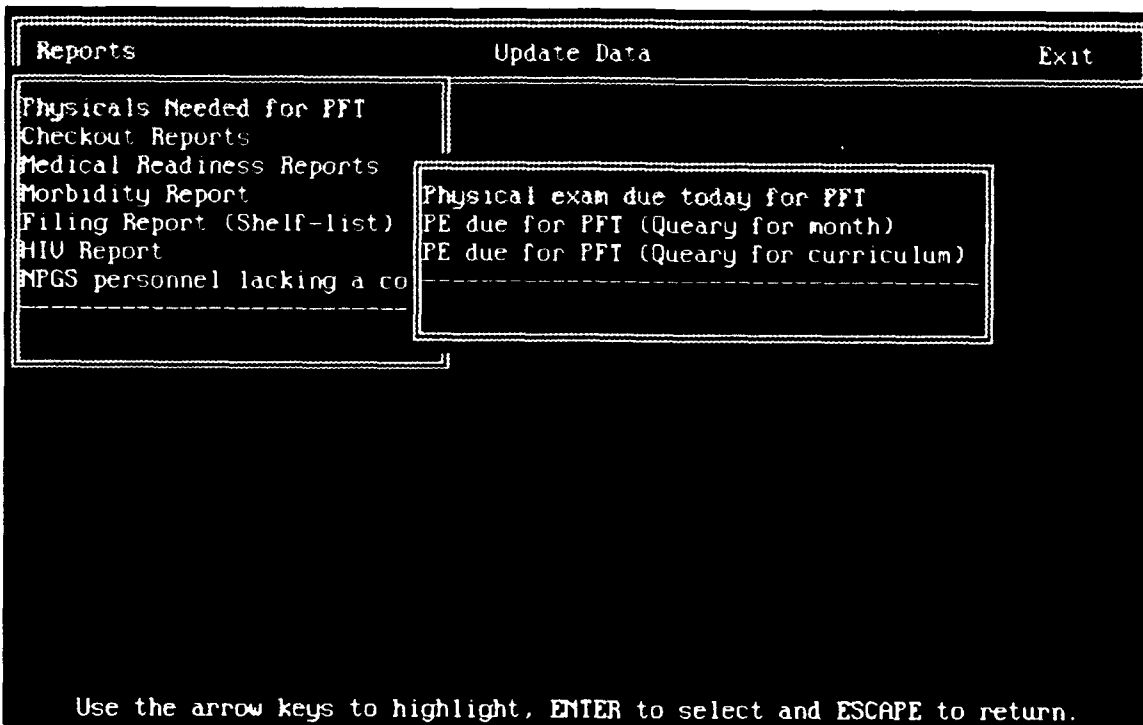 Reports Update Data Exit
Physicals Needed for PFT
Checkout Reports
Medical Readiness Reports
Morbidity Report
Filing Report (Shelf-list)
HIV Report
NPGS personnel lacking a co
Physical exam due today for PFT
PE due for PFT (Queary for month)
PE due for PFT (Queary for curriculum)
Use the arrow keys to highlight, ENTER to select and ESCAPE to return.